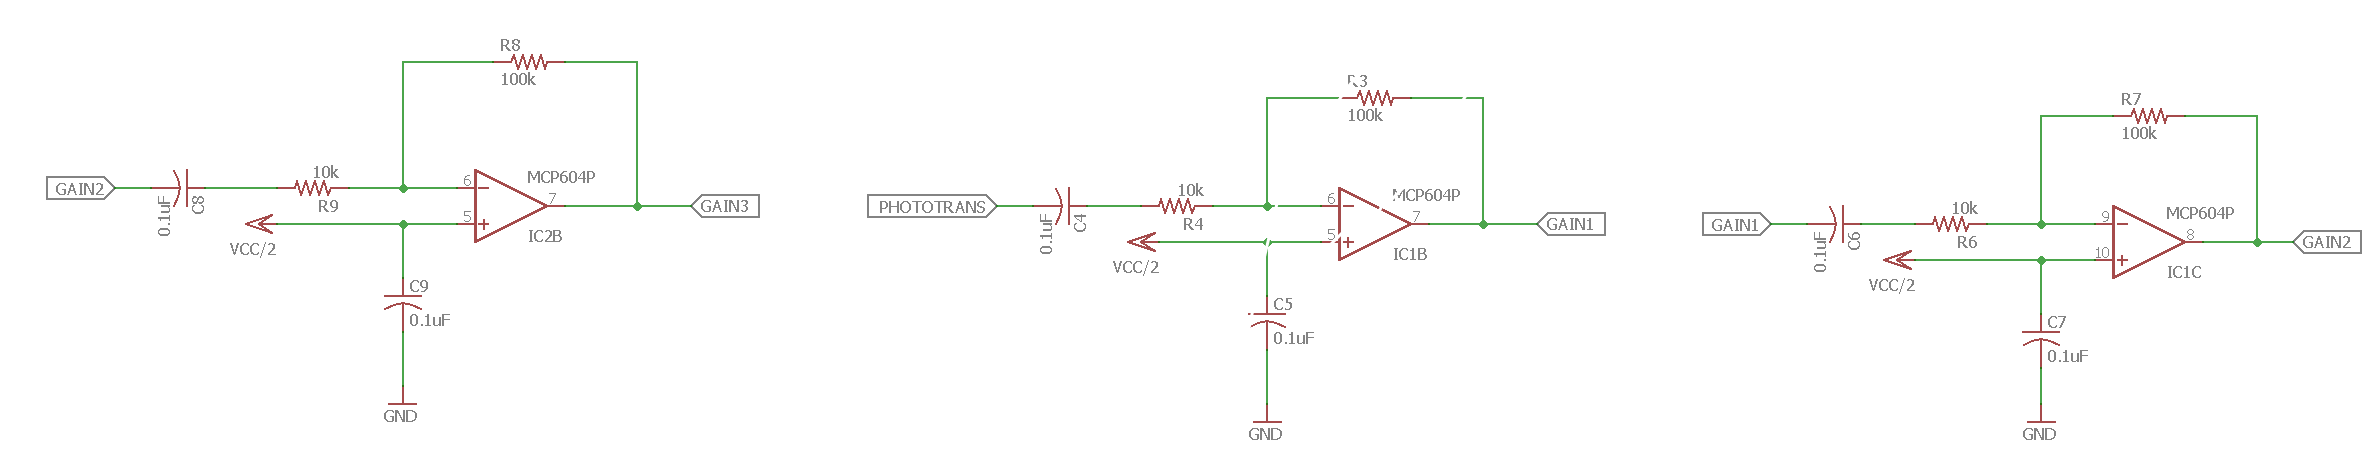 R8
100k
GAIN2
0.1uF
C8
10k
R9
6
5
7
MCP604P
IC2B
GAIN3
VCC/2
C9
0.1uF
GND
R3
100k
PHOTOTRANS
0.1uF
C4
10k
R4
6
5
7
MCP604P
IC1B
GAIN1
VCC/2
C5
0.1uF
GND
R7
100k
GAIN1
0.1uF
C6
10k
R6
9
10
8
MCP604P
IC1C
GAIN2
VCC/2
C7
0.1uF
GND